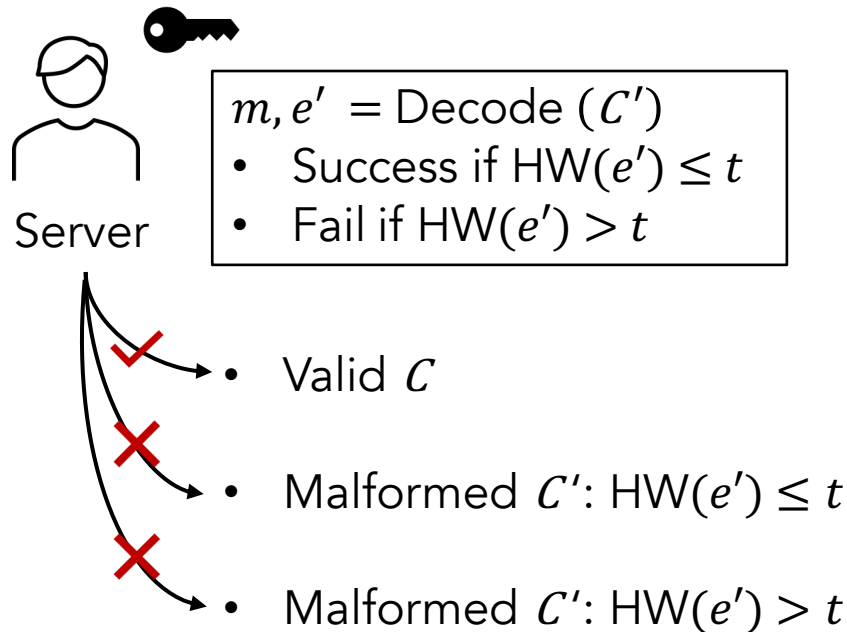 m, e′ = Decode (C′)
• Success if HW(e′) ≤ t
• Fail if HW(e′) > t
Server
• Valid C
• Malformed C': HW(e′) ≤ t
• Malformed C': HW(e′) > t